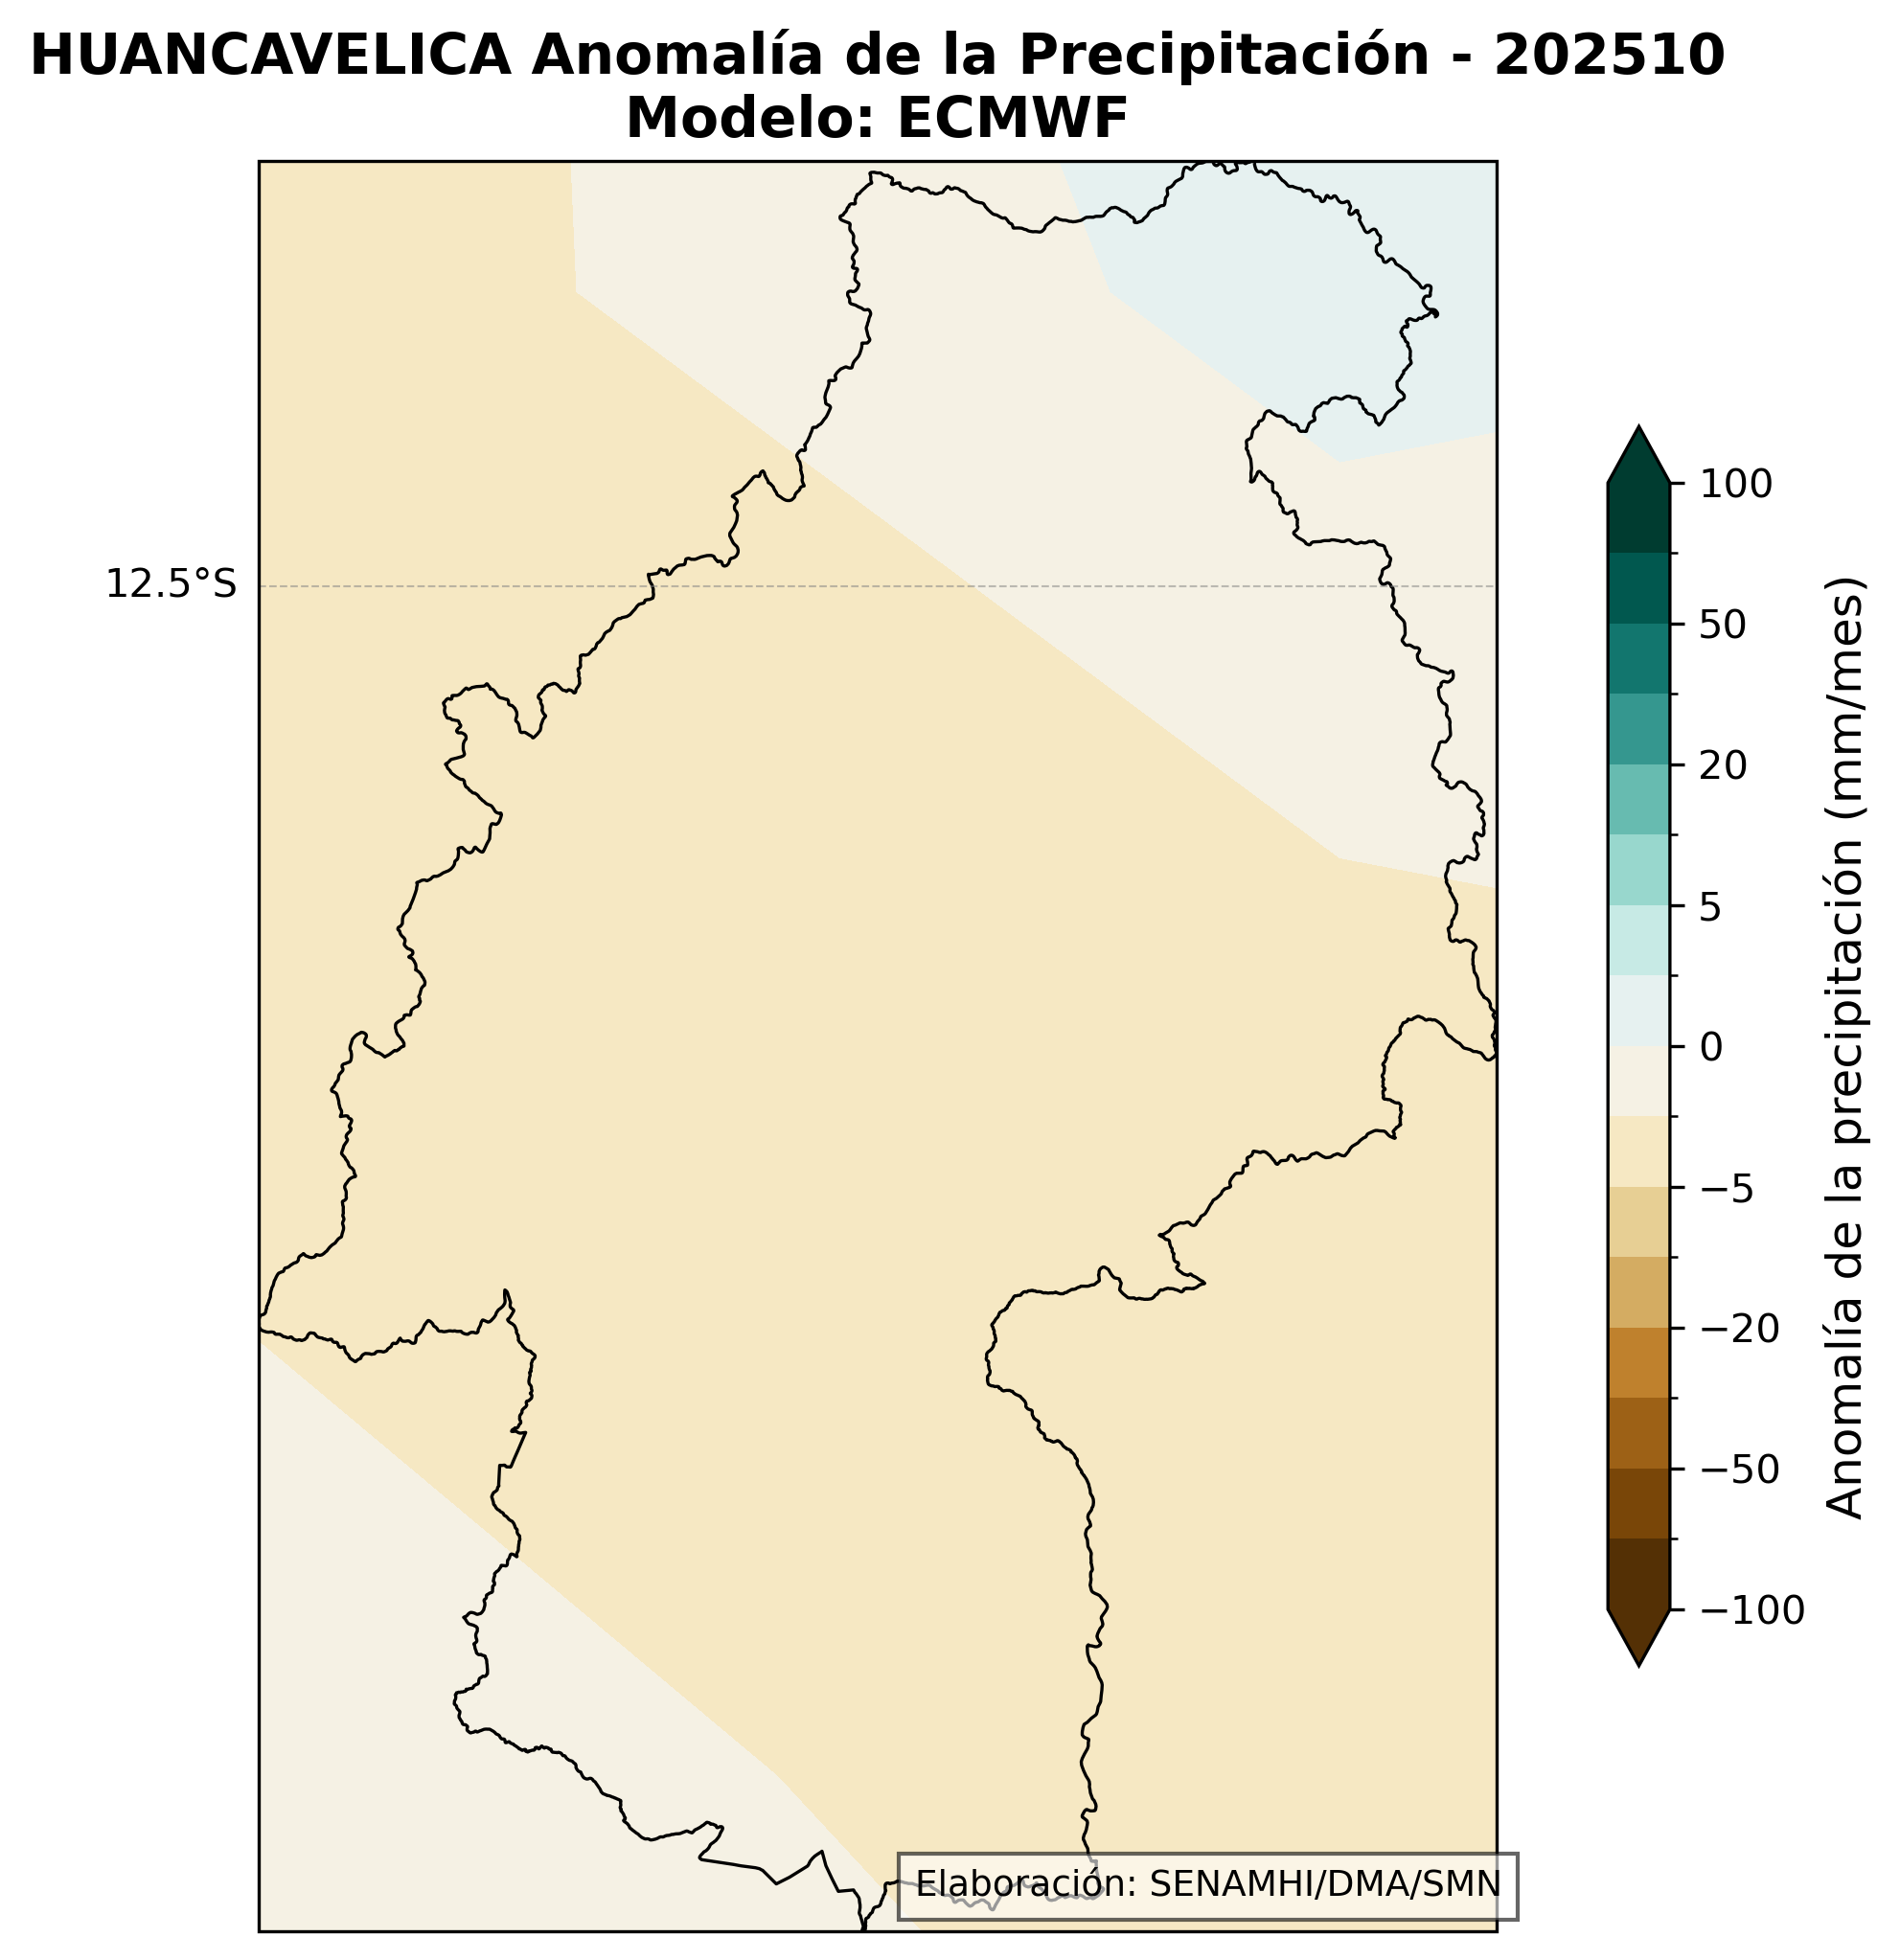 HUANCAVELICA Anomalía de la Precipitación - 202510
Modelo: ECMWF
12.5°S
100
50
20
5
0
−5
−20
−50
−100
Anomalía de la precipitación (mm/mes)
Elaboración: SENAMHI/DMA/SMN